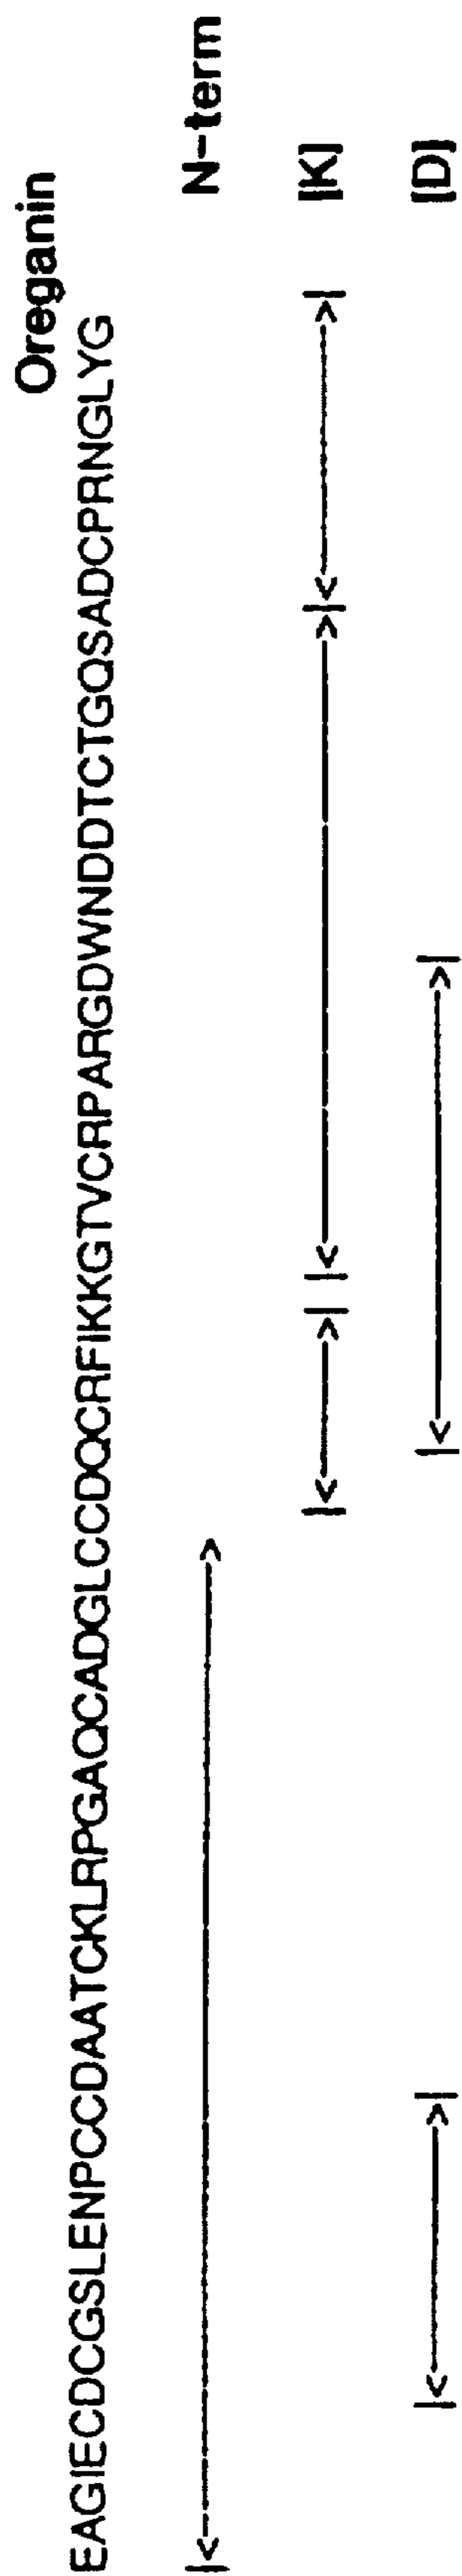 Oreganin
EAGIECDCGSLENPCCDAATCKLRPGAQCADGLCCDQCRFIKKGTVCRPARGDWNDDTCTGQSADCPRNGLYG
N-term
[K]
[D]